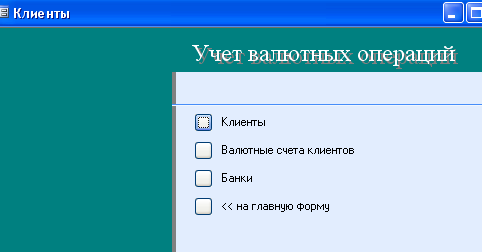 Клиенты
Учет валютных операций
Клиенты
Валютные счета клиентов
Банки
<< на главную форму